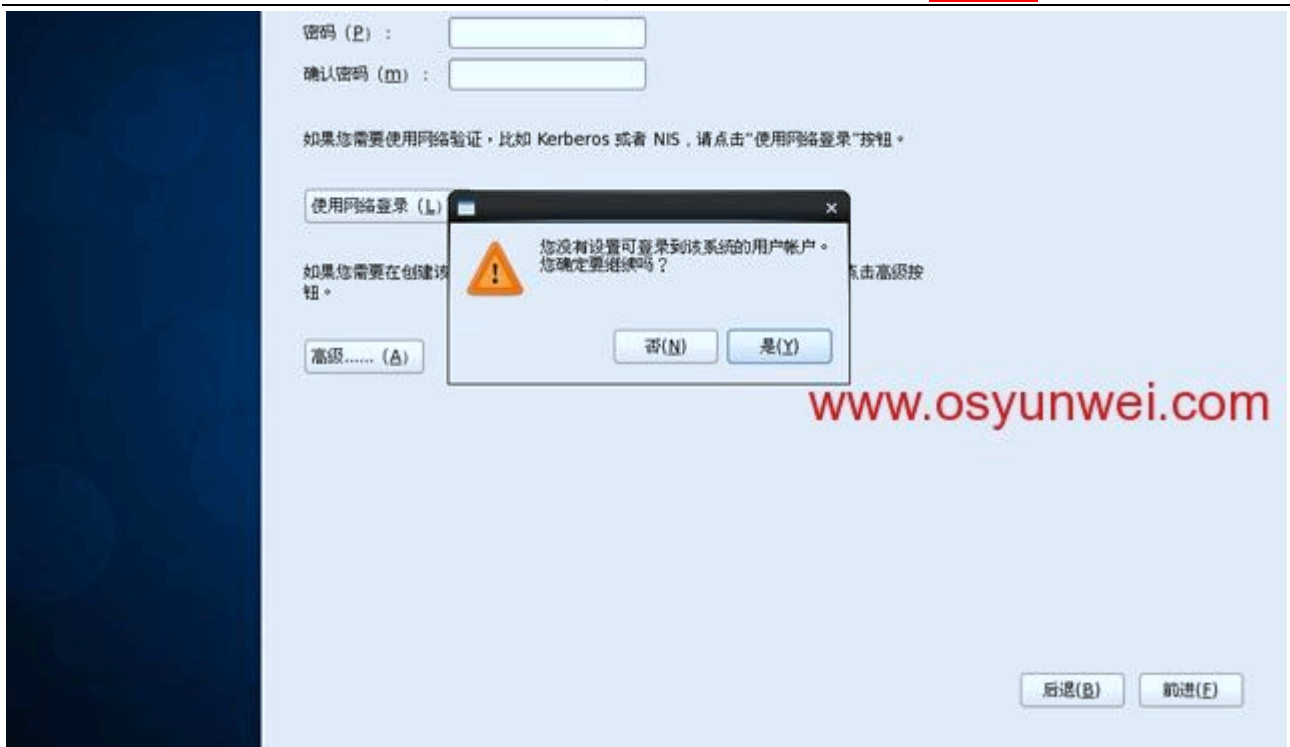 密码（P）：
确认密码（m）：
如果您需要使用网络验证，比如 Kerberos 或者 NIS，请点击“使用网络登录”按钮。
使用网络登录（L）
您没有设置可登录到该系统的用户帐户。
您确定要继续吗？
如果您需要在创建该
点击高级按
钮。
否(N)
是(Y)
高级......（A）
www.osyunwei.com
后退(B)
前进(F)